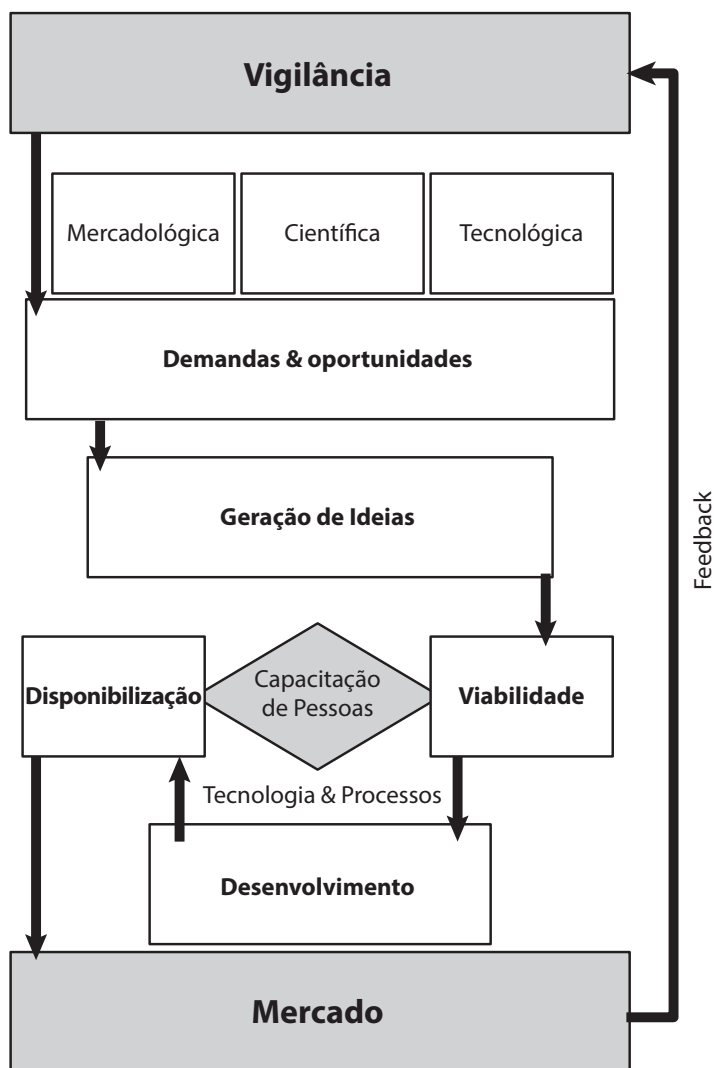 Vigilância
Mercadológica
Científica
Tecnológica
Demandas & oportunidades
Geração de Ideias
Feedback
Disponibilização
Capacitação
de Pessoas
Viabilidade
Tecnologia & Processos
Desenvolvimento
Mercado